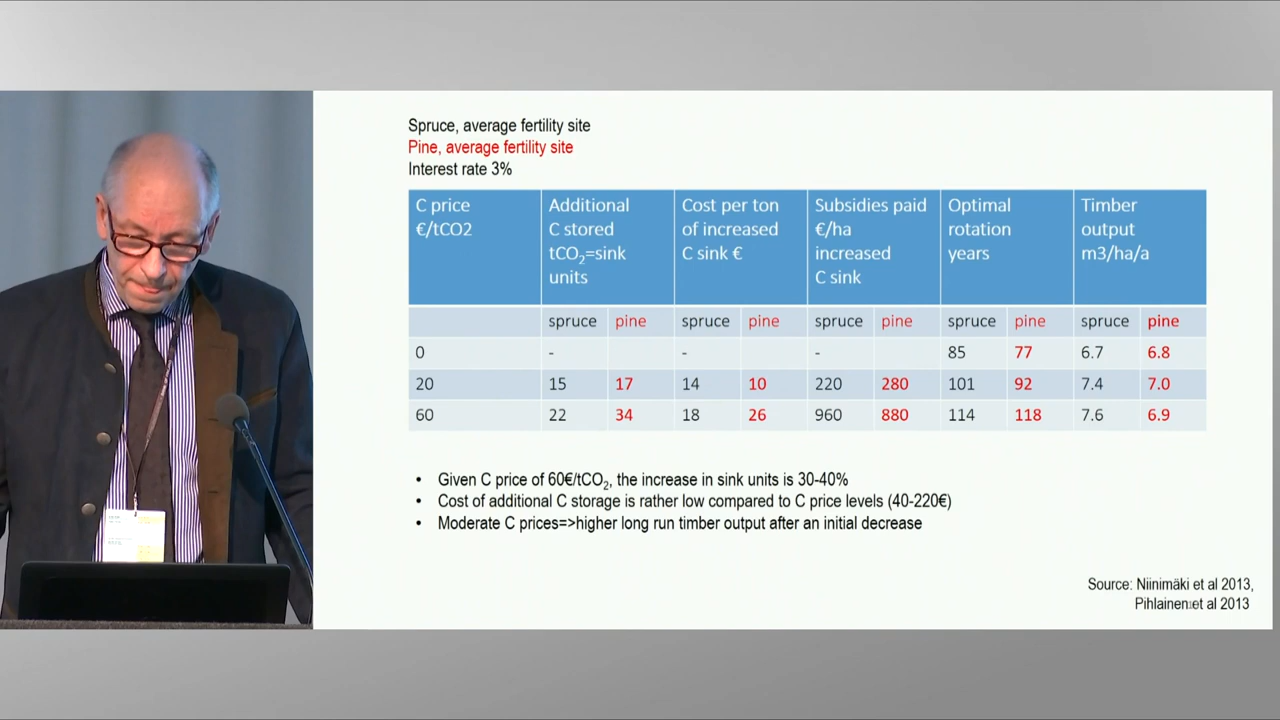 Spruce, average fertility site
Pine, average fertility site
Interest rate 3%
C price €/tCO2 Additional C stored tCO₂=sink units Cost per ton of increased C sink € Subsidies paid €/ha increased C sink Optimal rotation years Timber output m3/ha/a
spruce pine spruce pine spruce pine spruce pine spruce pine
0 - - - 85 77 6.7 6.8
20 15 17 14 10 220 280 101 92 7.4 7.0
60 22 34 18 26 960 880 114 118 7.6 6.9
• Given C price of 60€/tCO₂, the increase in sink units is 30-40%
• Cost of additional C storage is rather low compared to C price levels (40-220€)
• Moderate C prices=>higher long run timber output after an initial decrease
Source: Niinimäki et al 2013,
Pihlainen et al 2013